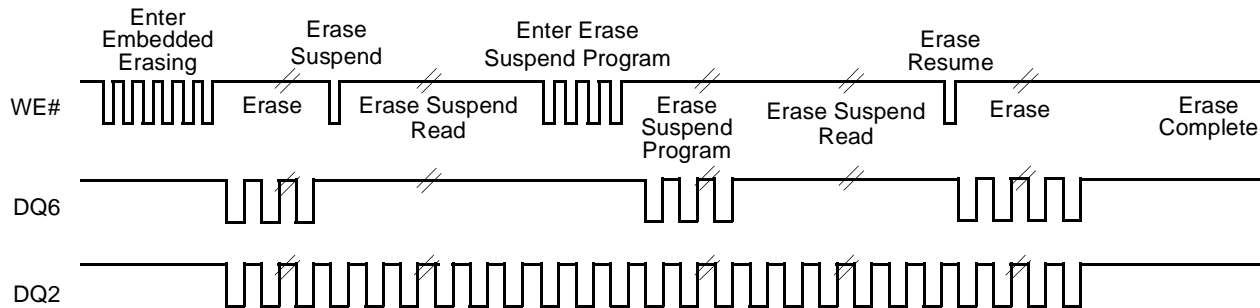 Enter
Embedded
Erasing
Erase
Suspend
Enter Erase
Suspend Program
Erase
Resume
WE#
Erase
Erase Suspend
Read
Erase
Suspend
Program
Erase Suspend
Read
Erase
Erase
Complete
DQ6
DQ2